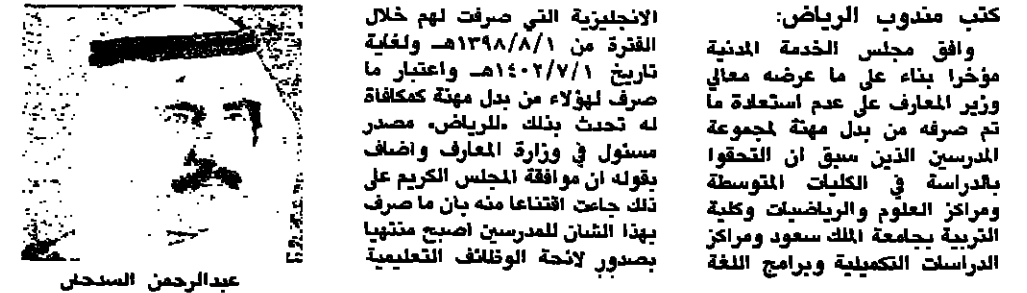 كتب مندوب الرياض:
وافق مجلس الخدمة المدنية
مؤخرا بناء على ما عرضه معالي
وزير المعارف على عدم استعادة ما
تم صرفه من بدل مهنة لمجموعة
المدرسين الذين سبق ان التحقوا
بالدراسة في الكليات المتوسطة
ومراكز العلوم والرياضيات وكلية
التربية بجامعة الملك سعود ومراكز
الدراسات التكميلية وبرامج اللغة
الانجليزية التي صرفت لهم خلال
الفترة من ١٣٩٨/٨/١هـ ولغاية
تاريخ ١٤٠٢/٧/١هـ واعتبار ما
صرف لهؤلاء من بدل مهنة كمكافاة
له تحدث بذلك «للرياض» مصدر
مسئول في وزارة المعارف واضاف
بقوله ان موافقة المجلس الكريم على
ذلك جاءت اقتناعا منه بان ما صرف
بهذا الشان للمدرسين اصبح منتهيا
بصدور لائحة الوظائف التعليمية
عبدالرحمن